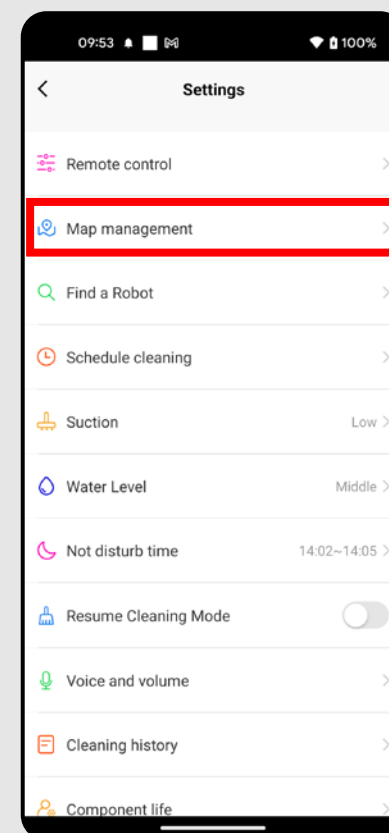 09:53 100%
Settings
Remote control
Map management
Find a Robot
Schedule cleaning
Suction Low
Water Level Middle
Not disturb time 14:02~14:05
Resume Cleaning Mode
Voice and volume
Cleaning history
Component life